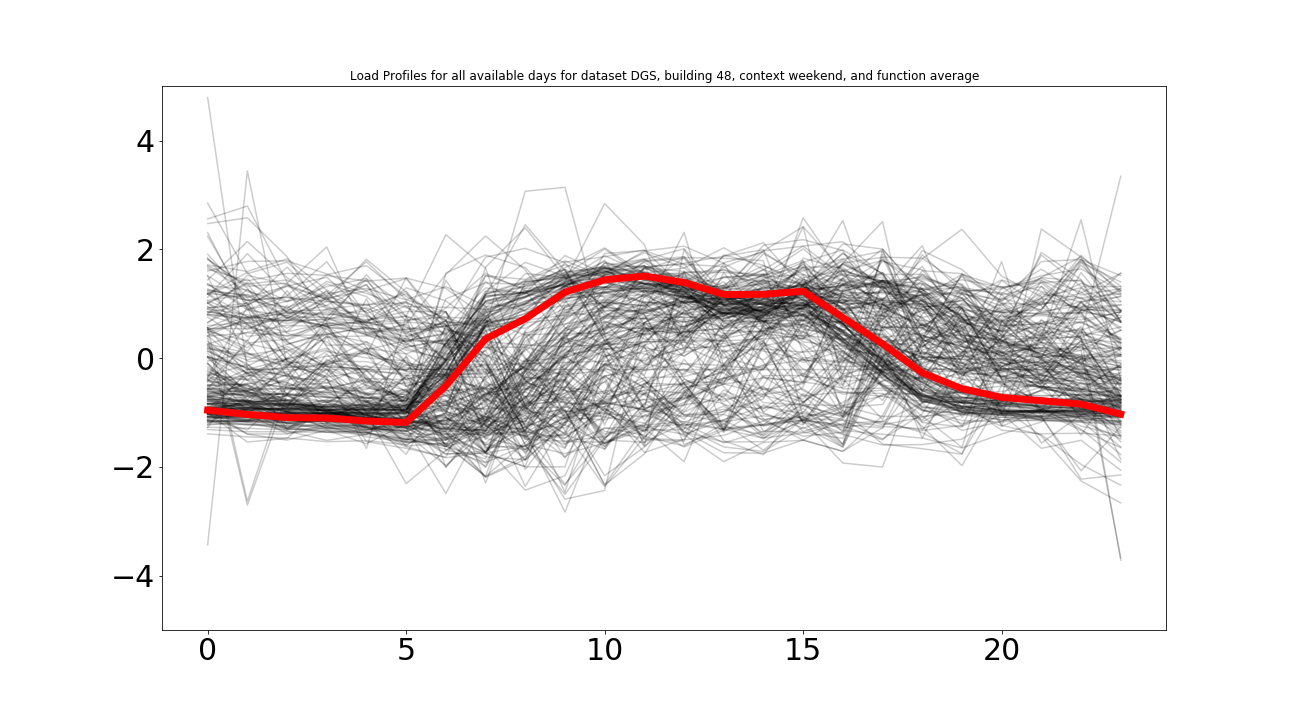 Load Profiles for all available days for dataset DGS, building 48, context weekend, and function average
4
2
0
−2
−4
0 5 10 15 20